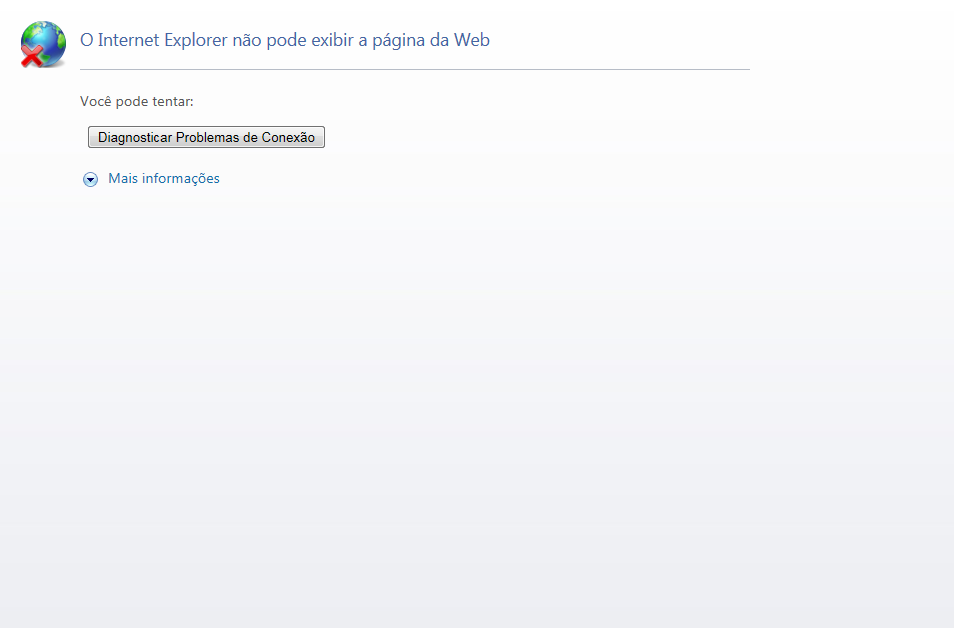 O Internet Explorer não pode exibir a página da Web
Você pode tentar:
Diagnosticar Problemas de Conexão
Mais informações